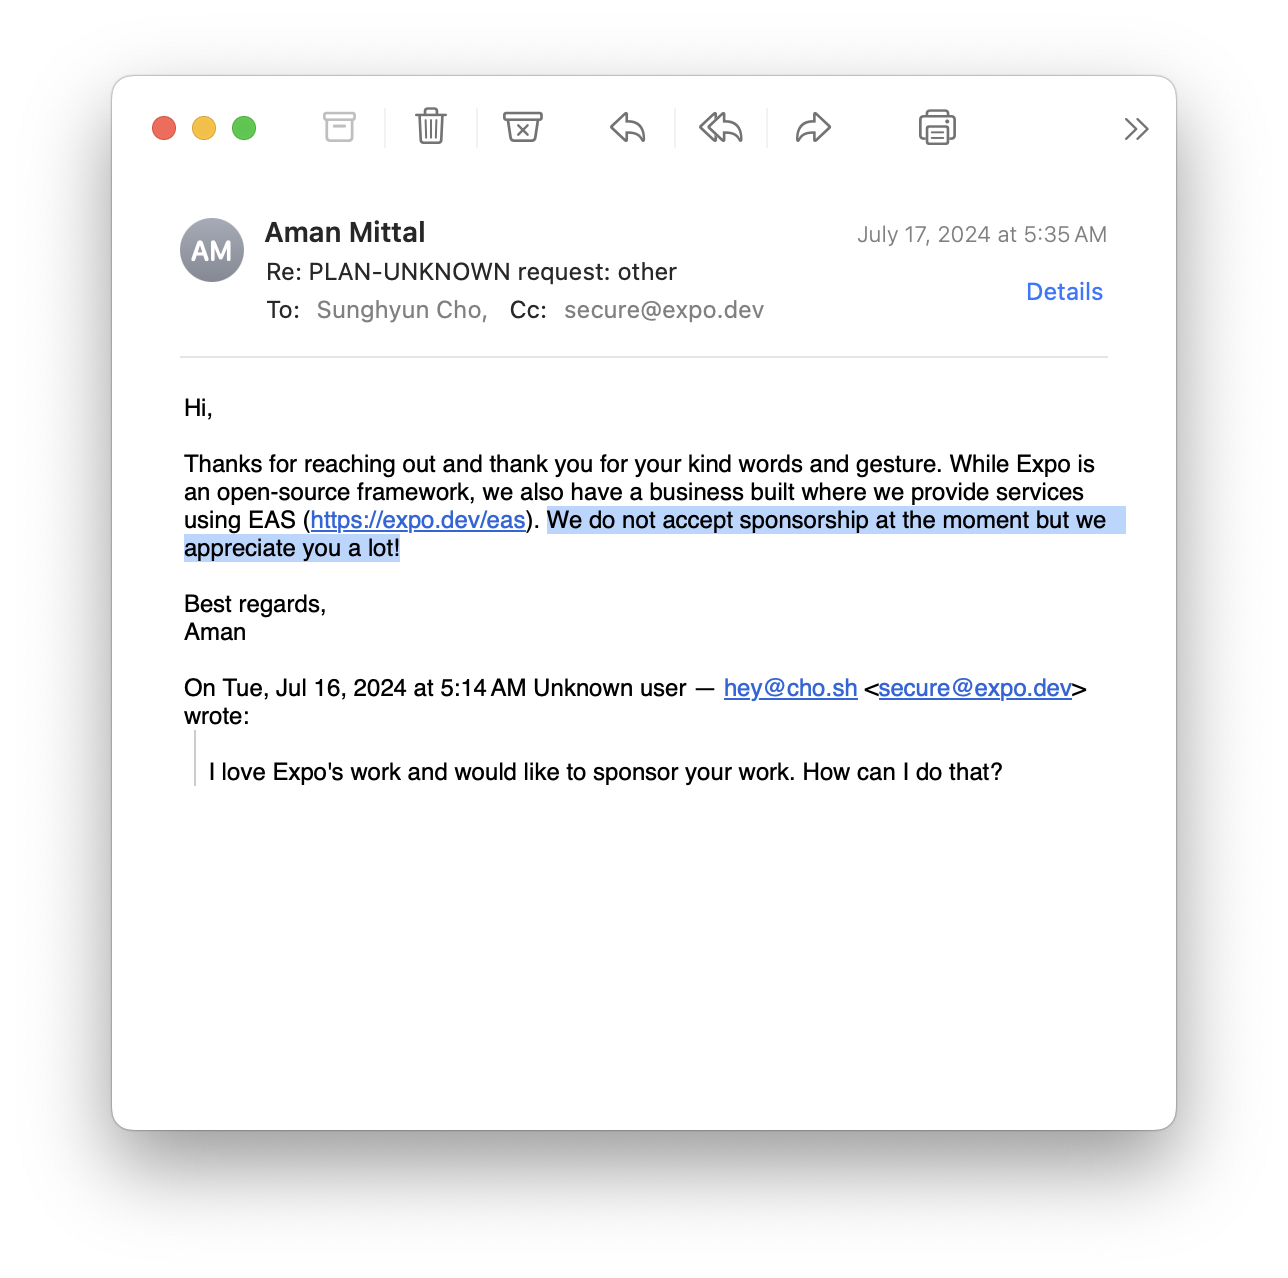 AM
Aman Mittal
July 17, 2024 at 5:35 AM
Re: PLAN-UNKNOWN request: other
Details
To: Sunghyun Cho, Cc: secure@expo.dev
Hi,
Thanks for reaching out and thank you for your kind words and gesture. While Expo is
an open-source framework, we also have a business built where we provide services
using EAS (https://expo.dev/eas). We do not accept sponsorship at the moment but we
appreciate you a lot!
Best regards,
Aman
On Tue, Jul 16, 2024 at 5:14 AM Unknown user — hey@cho.sh <secure@expo.dev>
wrote:
I love Expo's work and would like to sponsor your work. How can I do that?